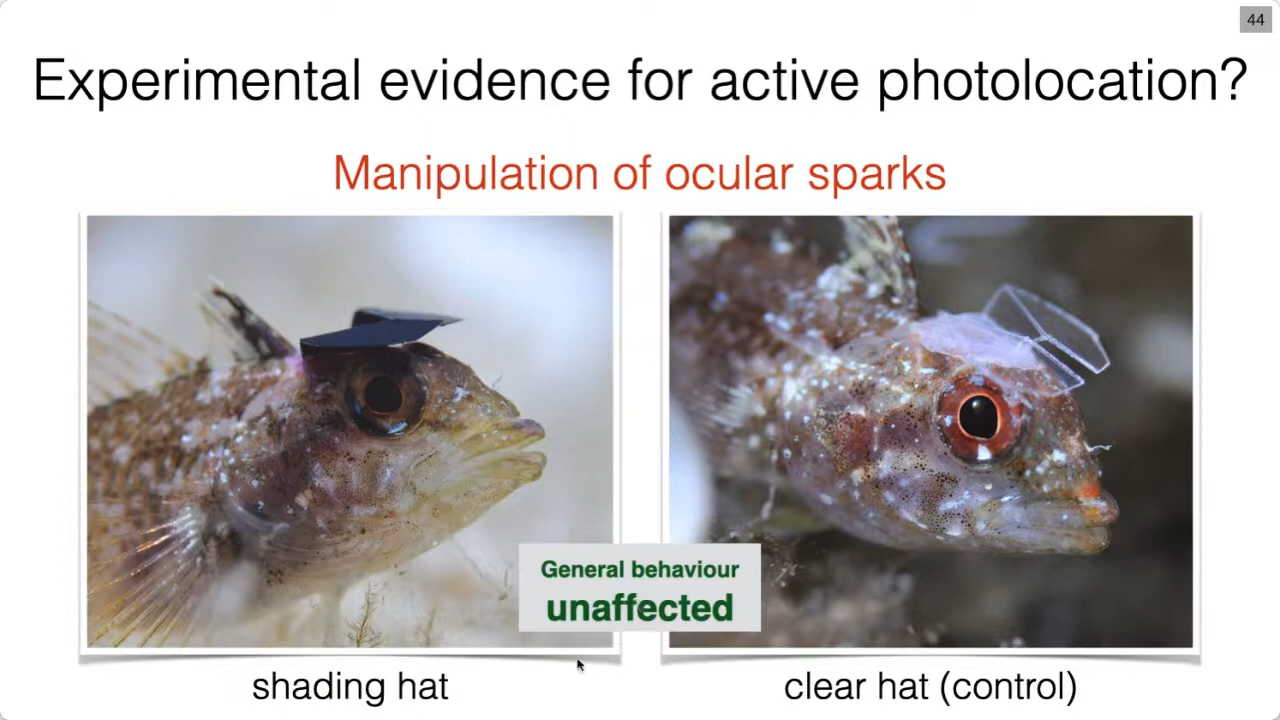 44
Experimental evidence for active photolocation?
Manipulation of ocular sparks
General behaviour
unaffected
shading hat
clear hat (control)